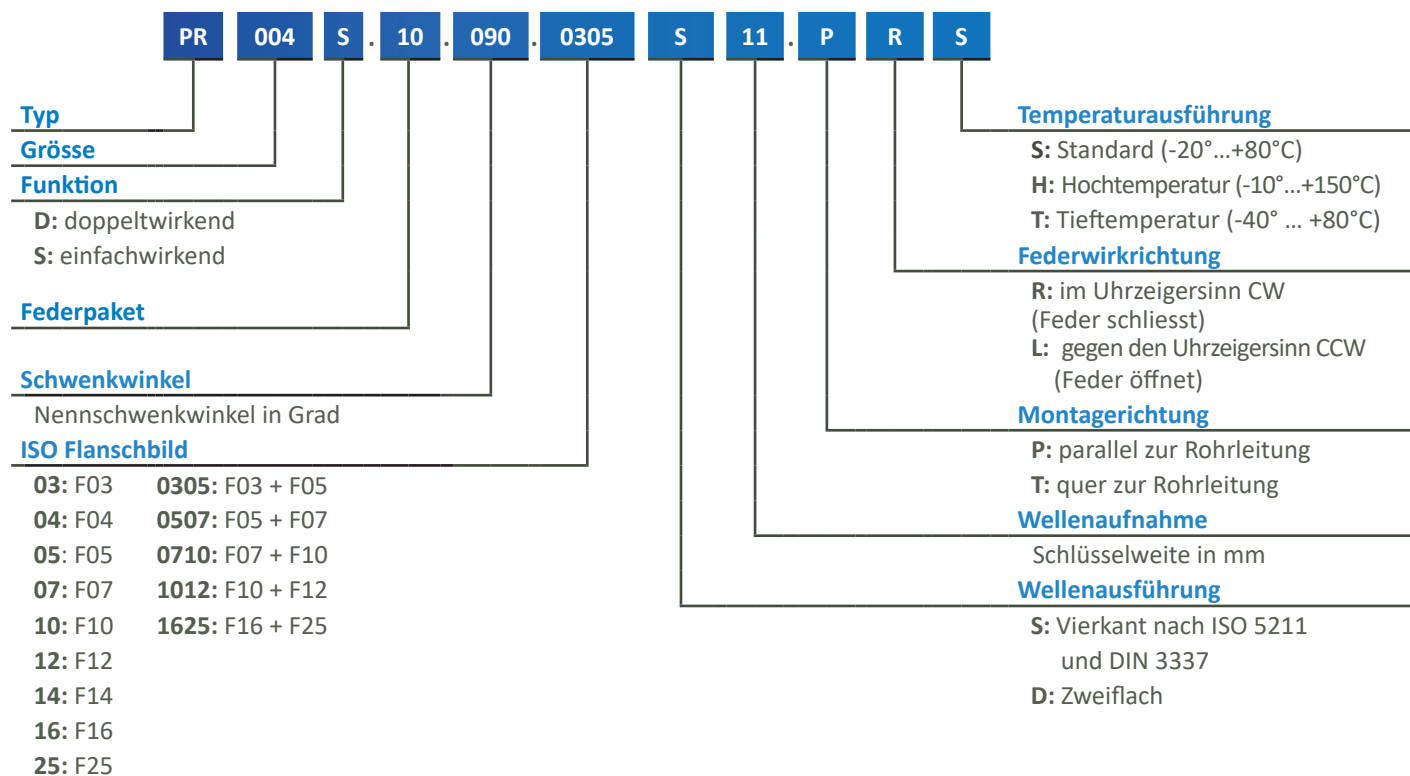 PR 004 S . 10 . 090 . 0305 S 11 . P R S
Typ
Grösse
Funktion
D: doppeltwirkend
S: einfachwirkend
Federpaket
Schwenkwinkel
Nennschwenkwinkel in Grad
ISO Flanschbild
03: F03 0305: F03 + F05
04: F04 0507: F05 + F07
05: F05 0710: F07 + F10
07: F07 1012: F10 + F12
10: F10 1625: F16 + F25
12: F12
14: F14
16: F16
25: F25
Temperaturausführung
S: Standard (-20°...+80°C)
H: Hochtemperatur (-10°...+150°C)
T: Tieftemperatur (-40° ... +80°C)
Federwirkrichtung
R: im Uhrzeigersinn CW
(Feder schliesst)
L: gegen den Uhrzeigersinn CCW
(Feder öffnet)
Montagerichtung
P: parallel zur Rohrleitung
T: quer zur Rohrleitung
Wellenaufnahme
Schlüsselweite in mm
Wellenausführung
S: Vierkant nach ISO 5211
und DIN 3337
D: Zweiflach